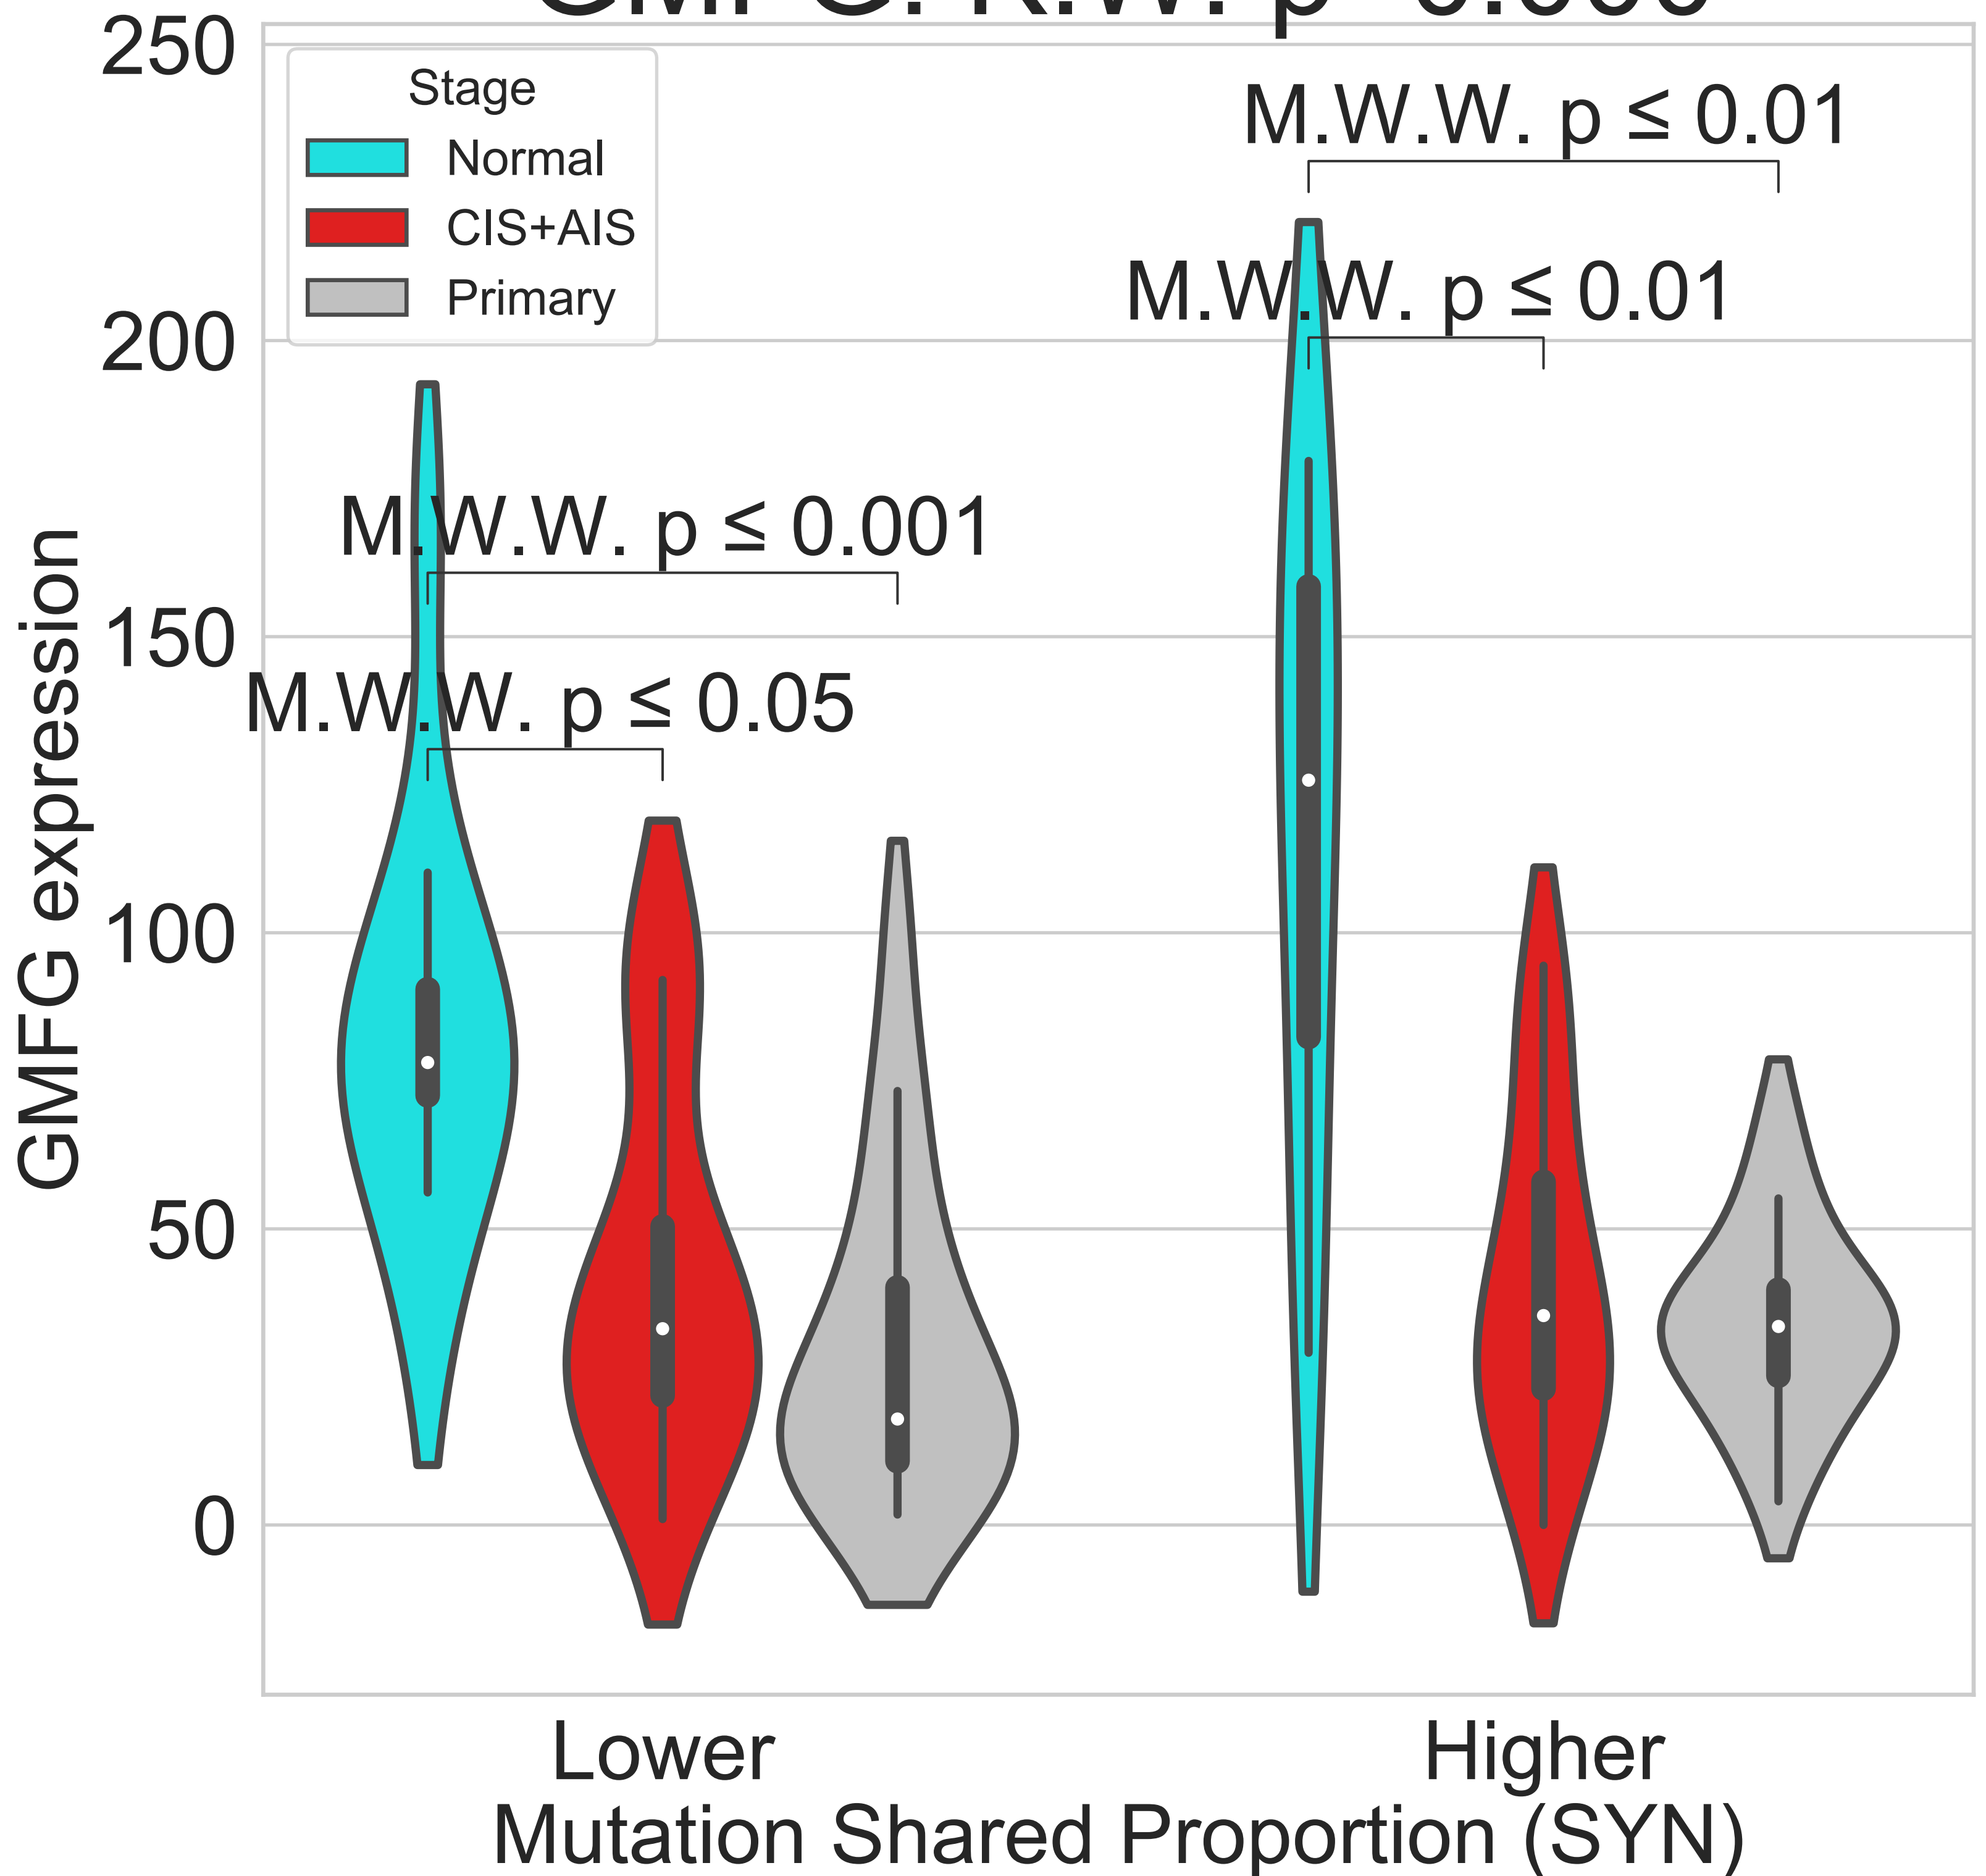 250
Stage
Normal
CIS+AIS
Primary
M.W.W. p ≤ 0.01
M.W.W. p ≤ 0.01
200
M.W.W. p ≤ 0.001
150
M.W.W. p ≤ 0.05
GMFG expression
100
50
0
Lower
Higher
Mutation Shared Proportion (SYN)